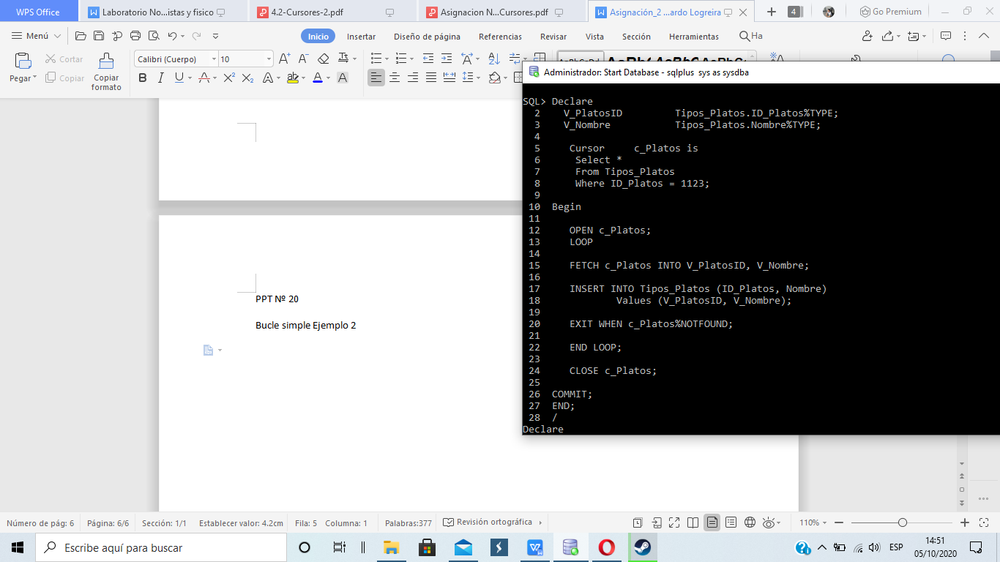 WPS Office
Laboratorio No...istas y fisico
4.2-Cursores-2.pdf
Asignacion N...Cursores.pdf
Asignación_2 ...ardo Logreira
4
Go Premium
Menú
Inicio
Insertar
Diseño de página
Referencias
Revisar
Vista
Sección
Herramientas
Ha
Pegar
Cortar
Copiar
Copiar
formato
Calibri (Cuerpo)
10
Administrador: Start Database - sqlplus sys as sysdba
SQL> Declare
2 V_PlatosID Tipos_Platos.ID_Platos%TYPE;
3 V_Nombre Tipos_Platos.Nombre%TYPE;
4
5 Cursor c_Platos is
6 Select *
7 From Tipos_Platos
8 Where ID_Platos = 1123;
9
10 Begin
11
12 OPEN c_Platos;
13 LOOP
14
15 FETCH c_Platos INTO V_PlatosID, V_Nombre;
16
17 INSERT INTO Tipos_Platos (ID_Platos, Nombre)
18 Values (V_PlatosID, V_Nombre);
19
20 EXIT WHEN c_Platos%NOTFOUND;
21
22 END LOOP;
23
24 CLOSE c_Platos;
25
26 COMMIT;
27 END;
28 /
Declare
PPT Nº 20
Bucle simple Ejemplo 2
Número de pág: 6
Página: 6/6
Sección: 1/1
Establecer valor: 4.2cm
Fila: 5
Columna: 1
Palabras:377
Revisión ortográfica
110%
Escribe aquí para buscar
ESP
14:51
05/10/2020